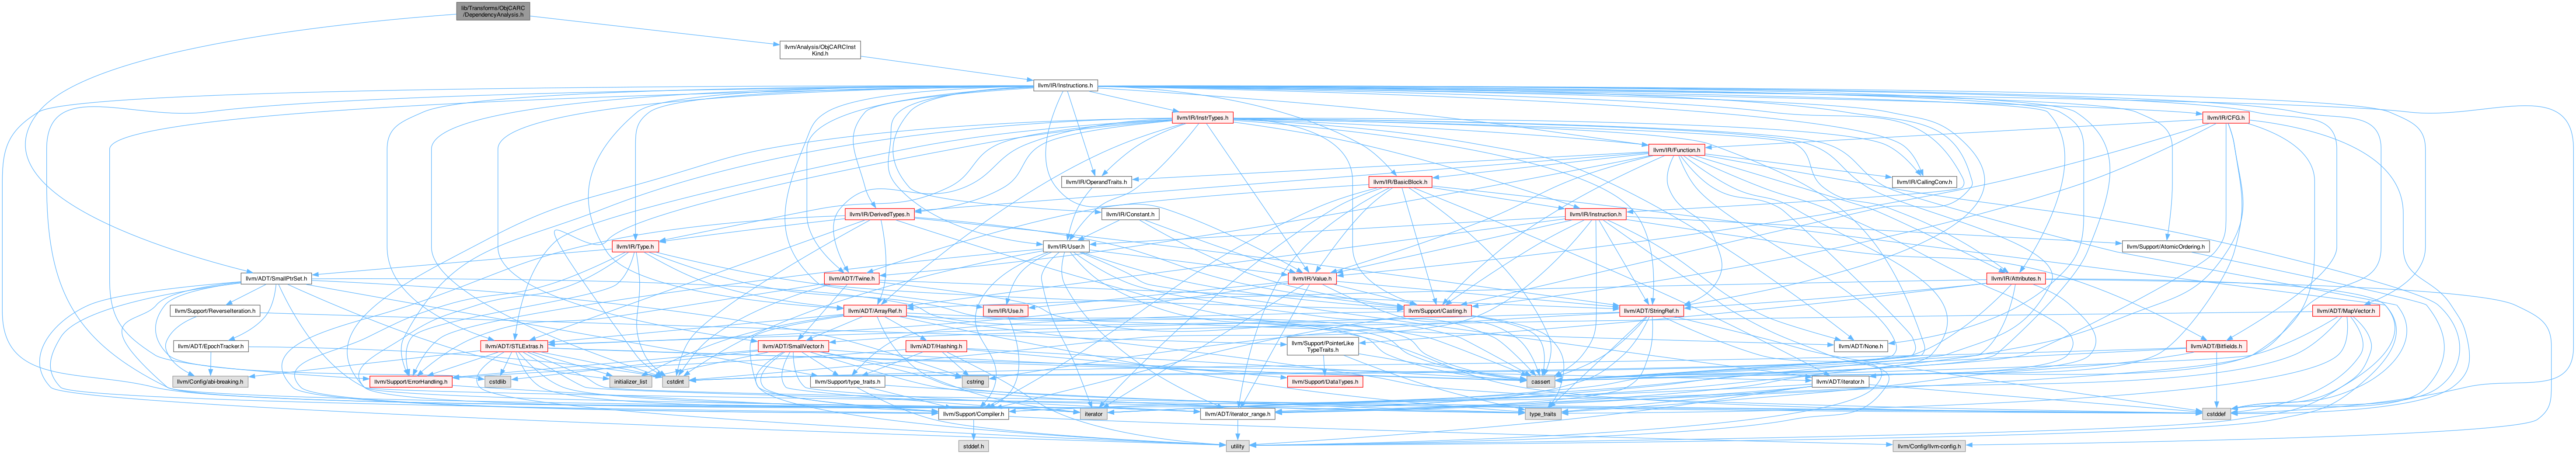 lib/Transforms/ObjCARC
/DependencyAnalysis.h
llvm/Analysis/ObjCARCInst
Kind.h
llvm/IR/Instructions.h
llvm/IR/InstrTypes.h
llvm/IR/CFG.h
llvm/IR/Function.h
llvm/IR/OperandTraits.h
llvm/IR/BasicBlock.h
llvm/IR/CallingConv.h
llvm/IR/DerivedTypes.h
llvm/IR/Constant.h
llvm/IR/Instruction.h
llvm/IR/Type.h
llvm/IR/User.h
llvm/Support/AtomicOrdering.h
llvm/ADT/SmallPtrSet.h
llvm/ADT/Twine.h
llvm/IR/Value.h
llvm/IR/Attributes.h
llvm/Support/ReverseIteration.h
llvm/ADT/ArrayRef.h
llvm/IR/Use.h
llvm/Support/Casting.h
llvm/ADT/StringRef.h
llvm/ADT/MapVector.h
llvm/ADT/EpochTracker.h
llvm/ADT/STLExtras.h
llvm/ADT/SmallVector.h
llvm/ADT/Hashing.h
llvm/Support/PointerLike
TypeTraits.h
llvm/ADT/None.h
llvm/ADT/Bitfields.h
llvm/Config/abi-breaking.h
llvm/Support/ErrorHandling.h
cstdlib
initializer_list
cstdint
llvm/Support/type_traits.h
cstring
llvm/Support/DataTypes.h
cassert
llvm/ADT/iterator.h
llvm/Support/Compiler.h
iterator
llvm/ADT/iterator_range.h
type_traits
cstddef
stddef.h
utility
llvm/Config/llvm-config.h